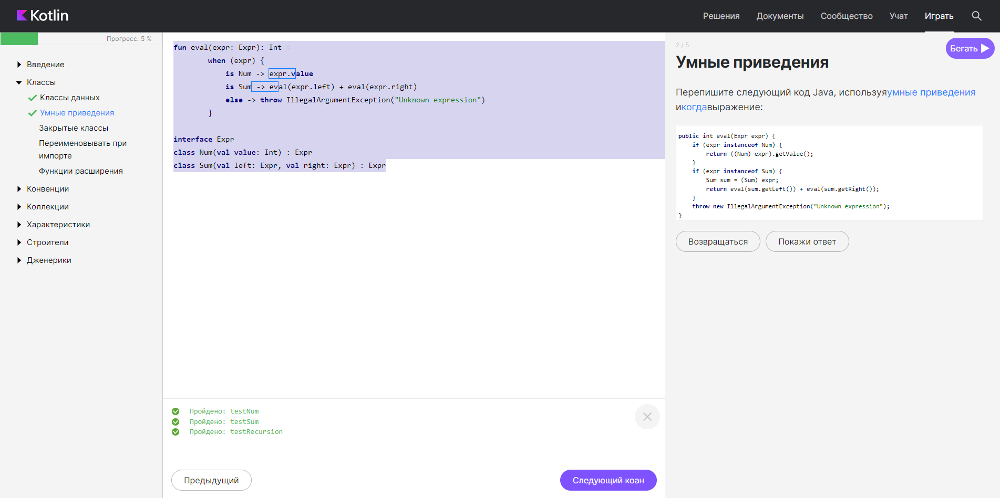 Kotlin
Решения
Документы
Сообщество
Учат
Играть
Прогресс: 5 %
Введение
Классы
Классы данных
Умные приведения
Закрытые классы
Переименовывать при
импорте
Функции расширения
Конвенции
Коллекции
Характеристики
Строители
Дженерики
fun eval(expr: Expr): Int =
        when (expr) {
            is Num -> expr.value
            is Sum -> eval(expr.left) + eval(expr.right)
            else -> throw IllegalArgumentException("Unknown expression")
        }
interface Expr
class Num(val value: Int) : Expr
class Sum(val left: Expr, val right: Expr) : Expr
Пройдено: testNum
Пройдено: testSum
Пройдено: testRecursion
Предыдущий
Следующий коан
2 / 5
Бегать
Умные приведения
Перепишите следующий код Java, используяумные приведения
икогдавыражение:
public int eval(Expr expr) {
    if (expr instanceof Num) {
        return ((Num) expr).getValue();
    }
    if (expr instanceof Sum) {
        Sum sum = (Sum) expr;
        return eval(sum.getLeft()) + eval(sum.getRight());
    }
    throw new IllegalArgumentException("Unknown expression");
}
Возвращаться
Покажи ответ